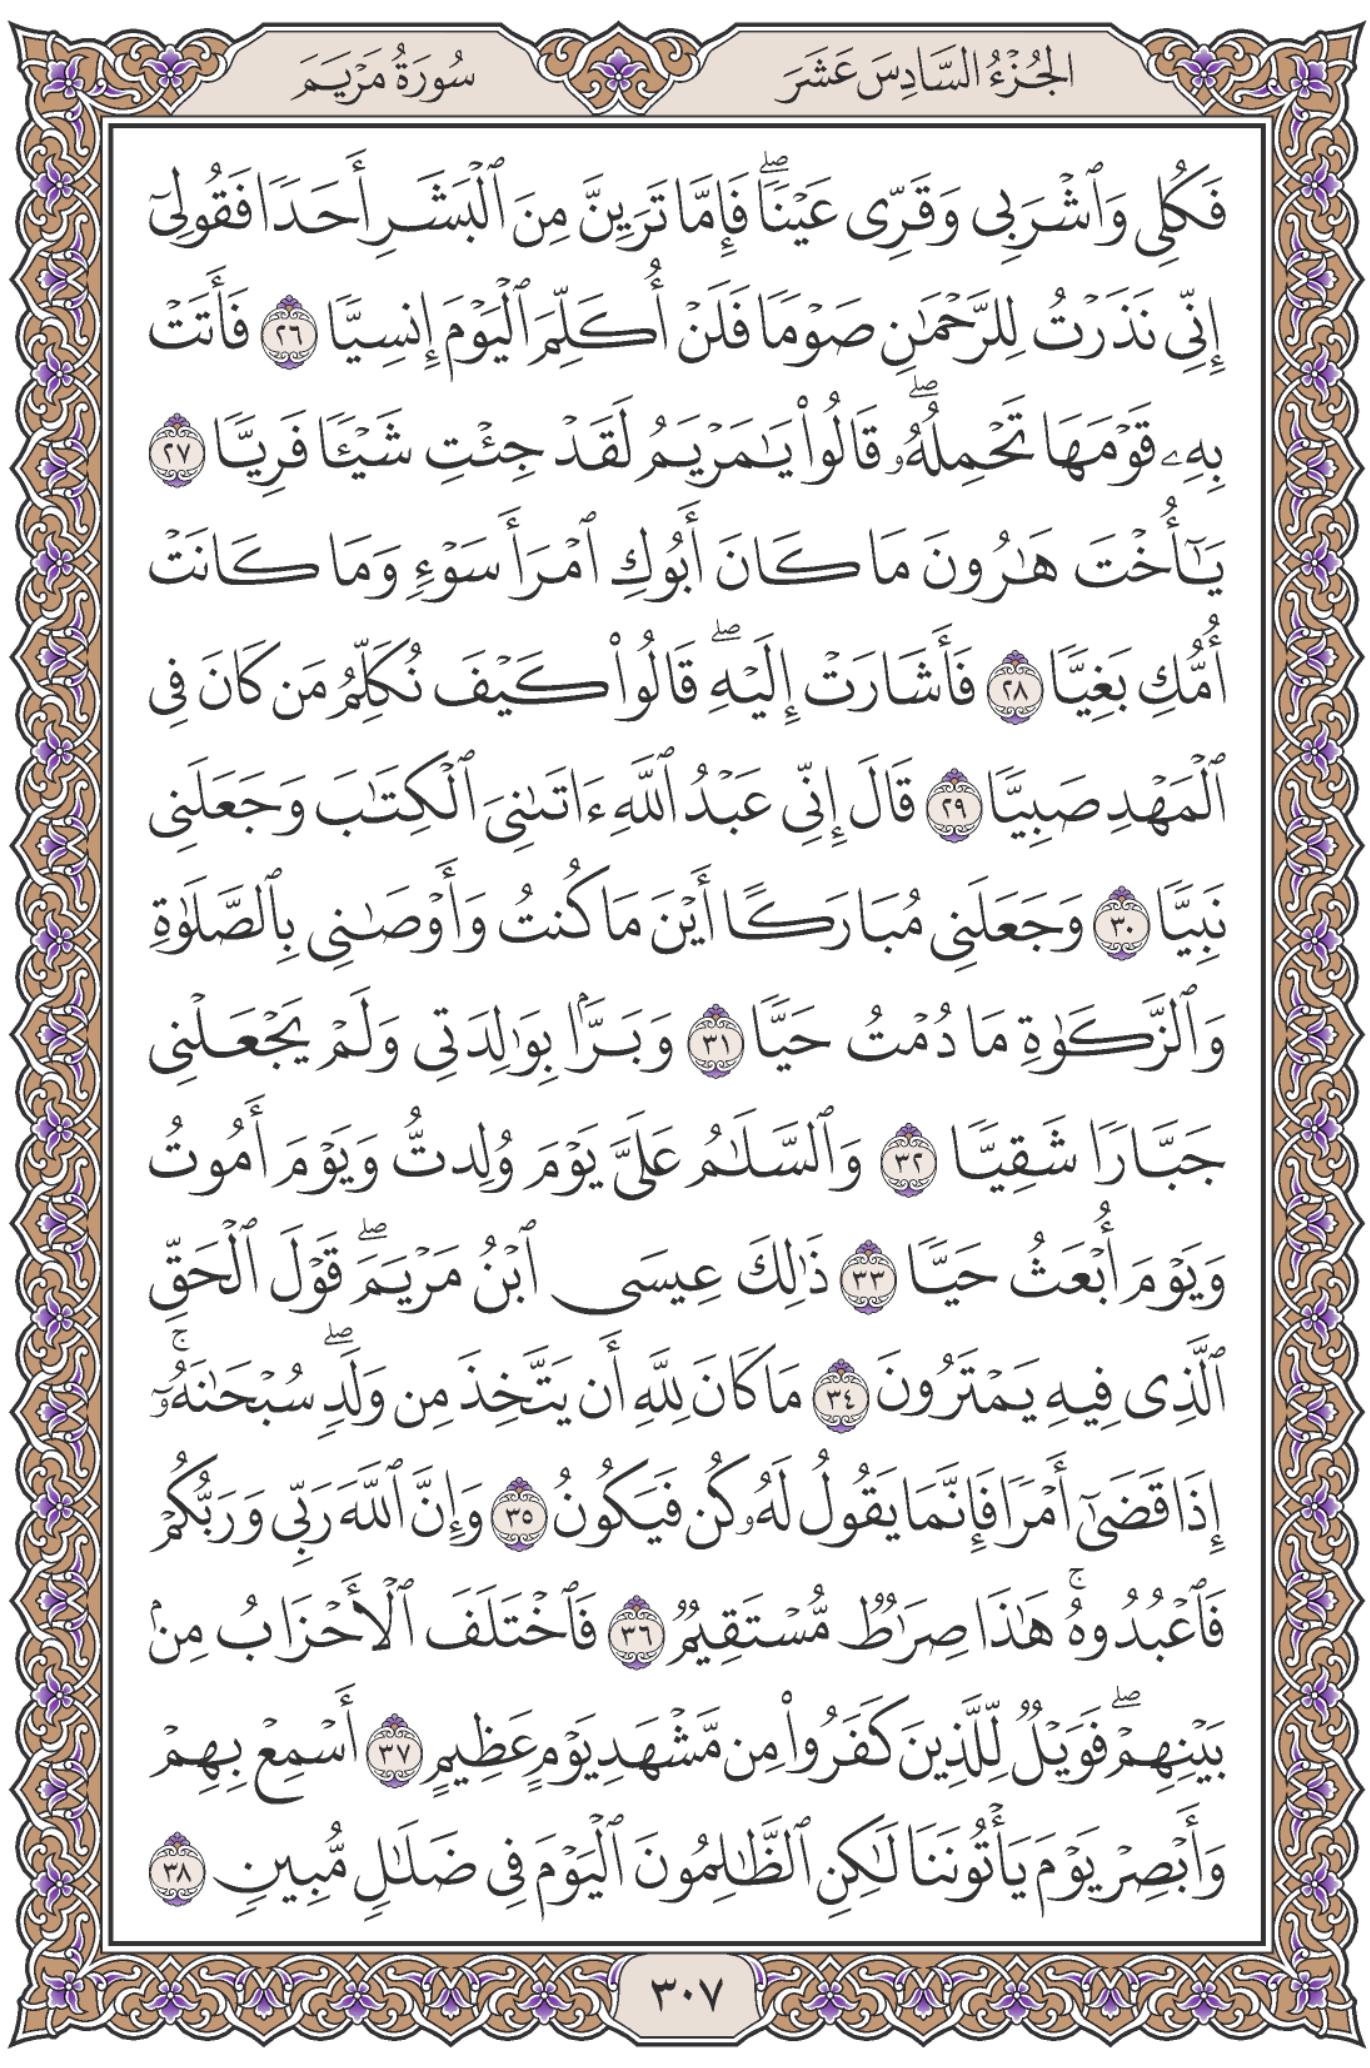 الجُزْءُ السَّادِسَ عَشَرَ
سُورَةُ مَرْيَمَ
فَكُلِى وَٱشْرَبِى وَقَرِّى عَيْنًاۖ فَإِمَّا تَرَيِنَّ مِنَ ٱلْبَشَرِ أَحَدًا فَقُولِىٓ
إِنِّى نَذَرْتُ لِلرَّحْمَٰنِ صَوْمًا فَلَنْ أُكَلِّمَ ٱلْيَوْمَ إِنسِيًّا ٢٦ فَأَتَتْ
بِهِۦ قَوْمَهَا تَحْمِلُهُۥۖ قَالُوا۟ يَٰمَرْيَمُ لَقَدْ جِئْتِ شَيْـًٔا فَرِيًّا ٢٧
يَٰٓأُخْتَ هَٰرُونَ مَا كَانَ أَبُوكِ ٱمْرَأَ سَوْءٍ وَمَا كَانَتْ
أُمُّكِ بَغِيًّا ٢٨ فَأَشَارَتْ إِلَيْهِۖ قَالُوا۟ كَيْفَ نُكَلِّمُ مَن كَانَ فِى
ٱلْمَهْدِ صَبِيًّا ٢٩ قَالَ إِنِّى عَبْدُ ٱللَّهِ ءَاتَىٰنِىَ ٱلْكِتَٰبَ وَجَعَلَنِى
نَبِيًّا ٣٠ وَجَعَلَنِى مُبَارَكًا أَيْنَ مَا كُنتُ وَأَوْصَٰنِى بِٱلصَّلَوٰةِ
وَٱلزَّكَوٰةِ مَا دُمْتُ حَيًّا ٣١ وَبَرًّۢا بِوَٰلِدَتِى وَلَمْ يَجْعَلْنِى
جَبَّارًا شَقِيًّا ٣٢ وَٱلسَّلَٰمُ عَلَىَّ يَوْمَ وُلِدتُّ وَيَوْمَ أَمُوتُ
وَيَوْمَ أُبْعَثُ حَيًّا ٣٣ ذَٰلِكَ عِيسَى ٱبْنُ مَرْيَمَۖ قَوْلَ ٱلْحَقِّ
ٱلَّذِى فِيهِ يَمْتَرُونَ ٣٤ مَا كَانَ لِلَّهِ أَن يَتَّخِذَ مِن وَلَدٍۖ سُبْحَٰنَهُۥٓۚ
إِذَا قَضَىٰٓ أَمْرًا فَإِنَّمَا يَقُولُ لَهُۥ كُن فَيَكُونُ ٣٥ وَإِنَّ ٱللَّهَ رَبِّى وَرَبُّكُمْ
فَٱعْبُدُوهُۚ هَٰذَا صِرَٰطٌ مُّسْتَقِيمٌ ٣٦ فَٱخْتَلَفَ ٱلْأَحْزَابُ مِنۢ
بَيْنِهِمْۖ فَوَيْلٌ لِّلَّذِينَ كَفَرُوا۟ مِن مَّشْهَدِ يَوْمٍ عَظِيمٍ ٣٧ أَسْمِعْ بِهِمْ
وَأَبْصِرْ يَوْمَ يَأْتُونَنَا لَٰكِنِ ٱلظَّٰلِمُونَ ٱلْيَوْمَ فِى ضَلَٰلٍ مُّبِينٍ ٣٨
٣٠٧